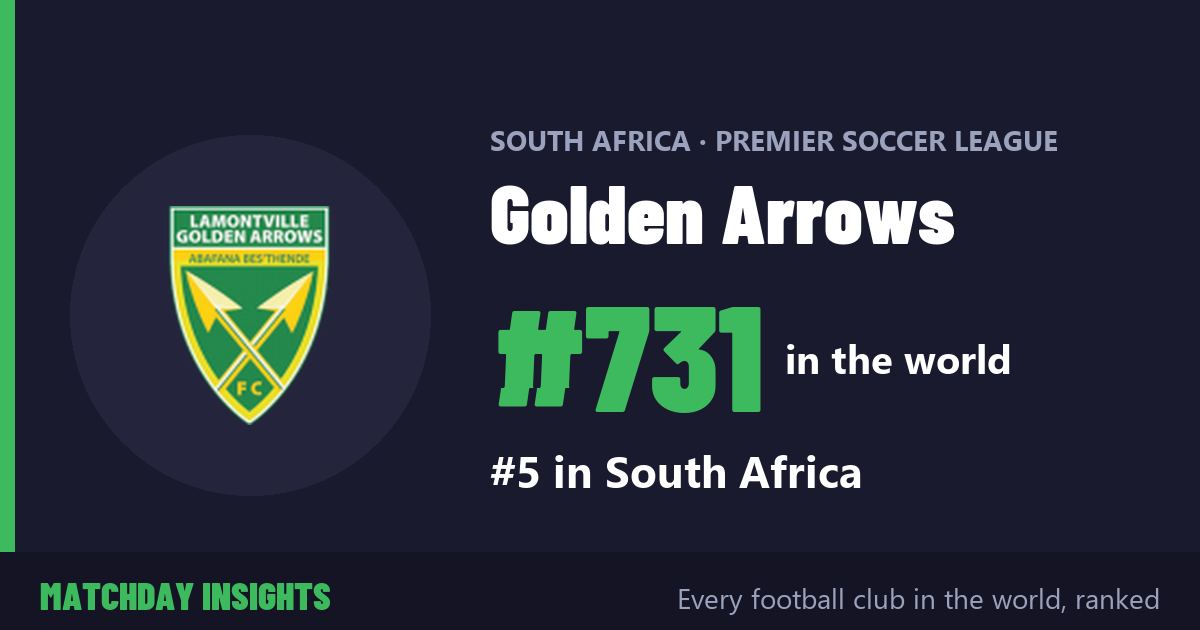 SOUTH AFRICA · PREMIER SOCCER LEAGUE
Golden Arrows
LAMONTVILLE
GOLDEN ARROWS
ABAFANA BES'THENDE
FC
#731 in the world
#5 in South Africa
MATCHDAY INSIGHTS
Every football club in the world, ranked